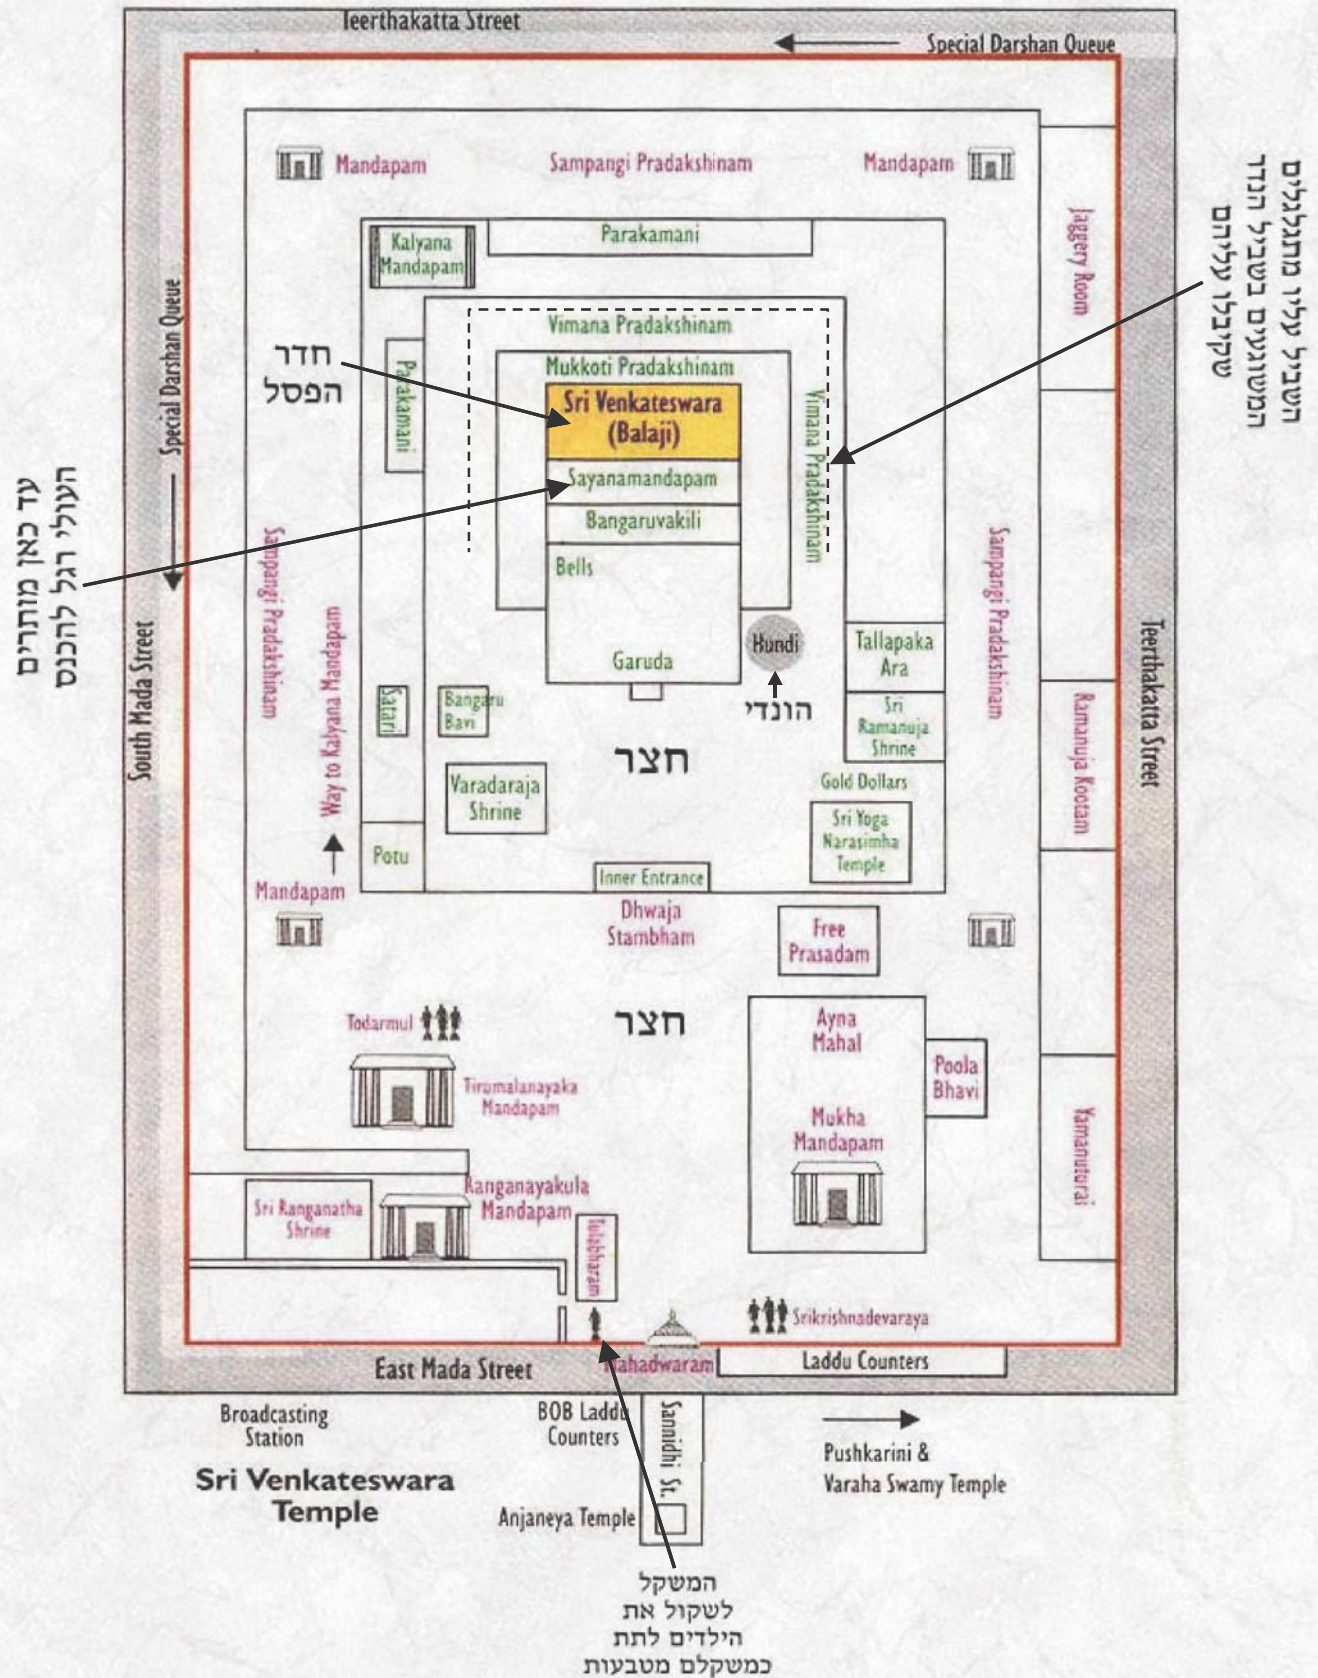 Teerthakatta Street
Special Darshan Queue
Mandapam
Sampangi Pradakshinam
Mandapam
השביל עליו מתגלגלים
המשוגעים בשביל הנדר
שקיבלו עליהם
Jaggery Room
Kalyana
Mandapam
Parakamani
Special Darshan Queue
Vimana Pradakshinam
חדר
הפסל
Parakamani
Mukkoti Pradakshinam
Sri Venkateswara
(Balaji)
Vimana Pradakshinam
Sayanamandapam
Bangaruvakili
Bells
עד כאן מותרים
העולי רגל להכנס
Sampangi Pradakshinam
Sampangi Pradakshinam
South Mada Street
Way to Kalyana Mandapam
Teerthakatta Street
Garuda
Hundi
הונדי
Tallapaka
Ara
Satari
Bangaru
Bavi
Sri
Ramanuja
Shrine
Ramanuja Kootam
חצר
Varadaraja
Shrine
Gold Dollars
Sri Yoga
Narasimha
Temple
Potu
Inner Entrance
Mandapam
Dhwaja
Stambham
Free
Prasadam
Todarmul
חצר
Ayna
Mahal
Poola
Bhavi
Tirumalanayaka
Mandapam
Mukha
Mandapam
Yamanuturai
Ranganayakula
Mandapam
Sri Ranganatha
Shrine
Tulabharam
Srikrishnadevaraya
East Mada Street
Mahadwaram
Laddu Counters
Broadcasting
Station
BOB Laddu
Counters
Sannidhi St.
Pushkarini &
Varaha Swamy Temple
Sri Venkateswara
Temple
Anjaneya Temple
המשקל
לשקול את
הילדים לתת
כמשקלם מטבעות